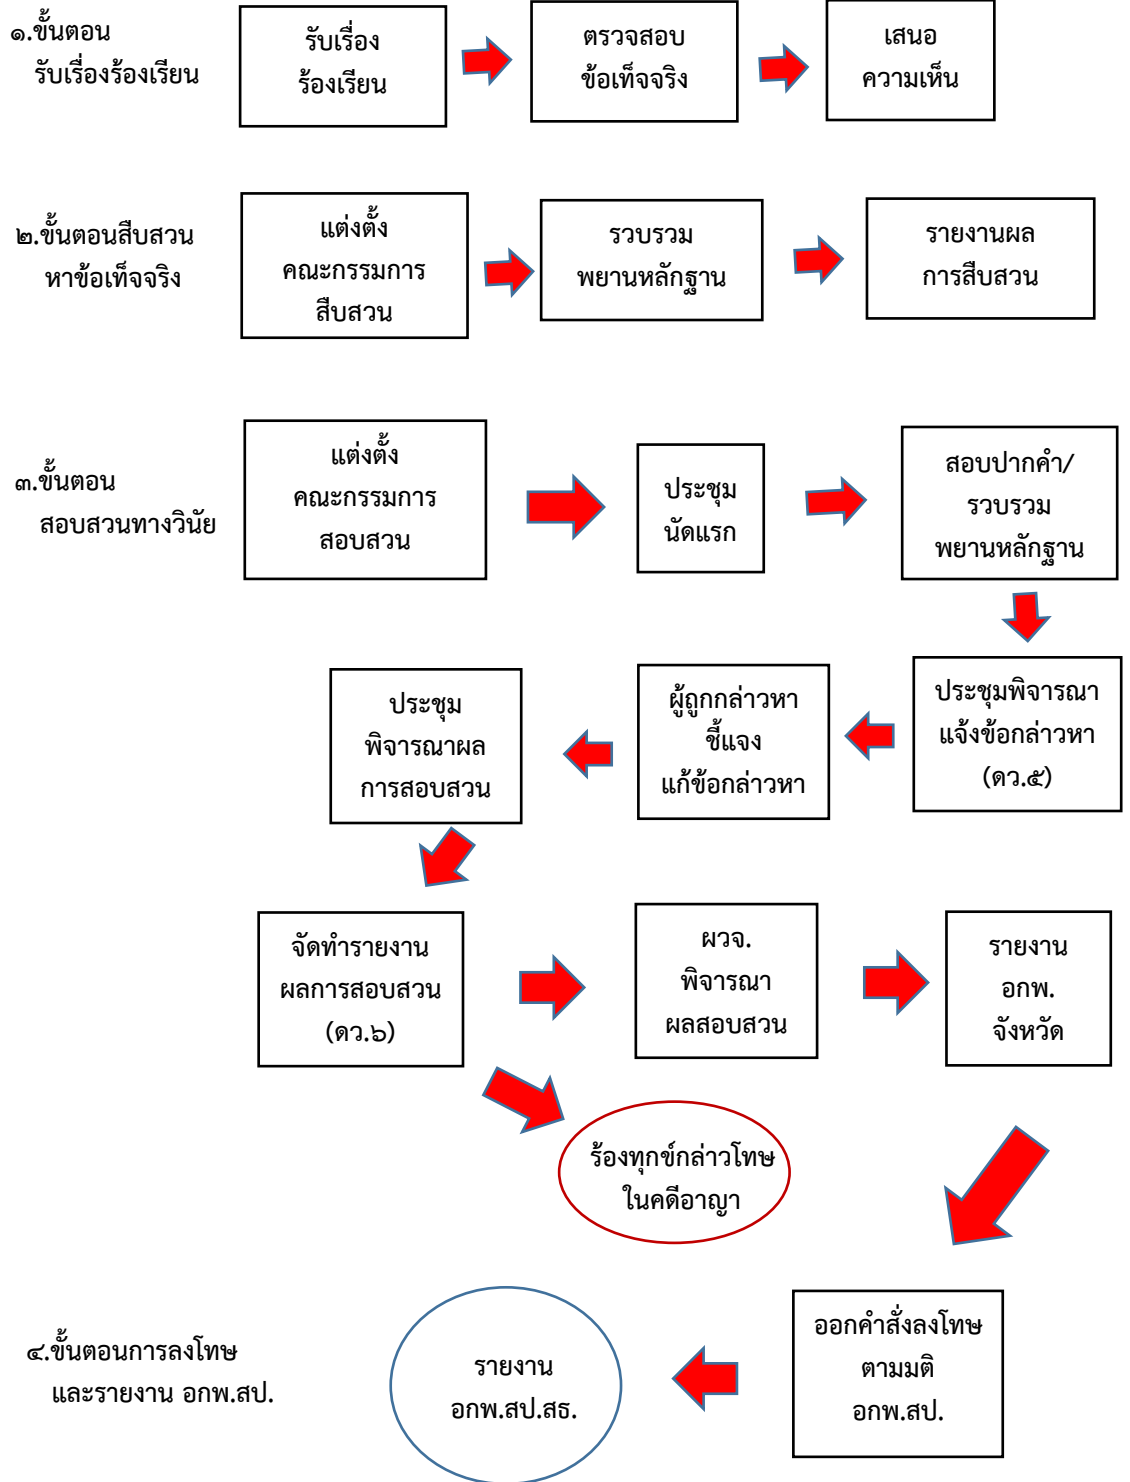 ๑.ขั้นตอน
รับเรื่องร้องเรียน
รับเรื่อง
ร้องเรียน
ตรวจสอบ
ข้อเท็จจริง
เสนอ
ความเห็น
๒.ขั้นตอนสืบสวน
หาข้อเท็จจริง
แต่งตั้ง
คณะกรรมการ
สืบสวน
รวบรวม
พยานหลักฐาน
รายงานผล
การสืบสวน
๓.ขั้นตอน
สอบสวนทางวินัย
แต่งตั้ง
คณะกรรมการ
สอบสวน
ประชุม
นัดแรก
สอบปากคำ/
รวบรวม
พยานหลักฐาน
ประชุมพิจารณา
แจ้งข้อกล่าวหา
(ดว.๕)
ผู้ถูกกล่าวหา
ชี้แจง
แก้ข้อกล่าวหา
ประชุม
พิจารณาผล
การสอบสวน
จัดทำรายงาน
ผลการสอบสวน
(ดว.๖)
ผวจ.
พิจารณา
ผลสอบสวน
รายงาน
อกพ.
จังหวัด
ร้องทุกข์กล่าวโทษ
ในคดีอาญา
๔.ขั้นตอนการลงโทษ
และรายงาน อกพ.สป.
ออกคำสั่งลงโทษ
ตามมติ
อกพ.สป.
รายงาน
อกพ.สป.สธ.